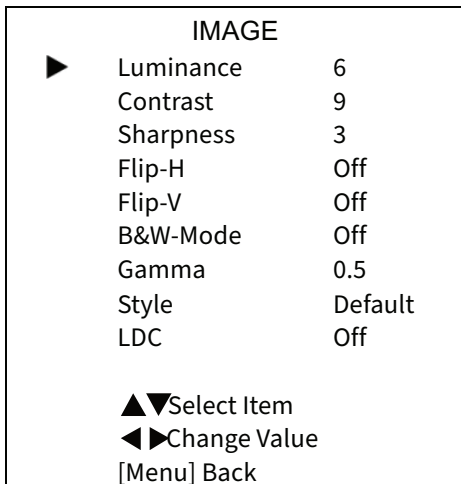 IMAGE
▶ Luminance 6
Contrast 9
Sharpness 3
Flip-H Off
Flip-V Off
B&W-Mode Off
Gamma 0.5
Style Default
LDC Off
▲▼Select Item
◀▶Change Value
[Menu] Back